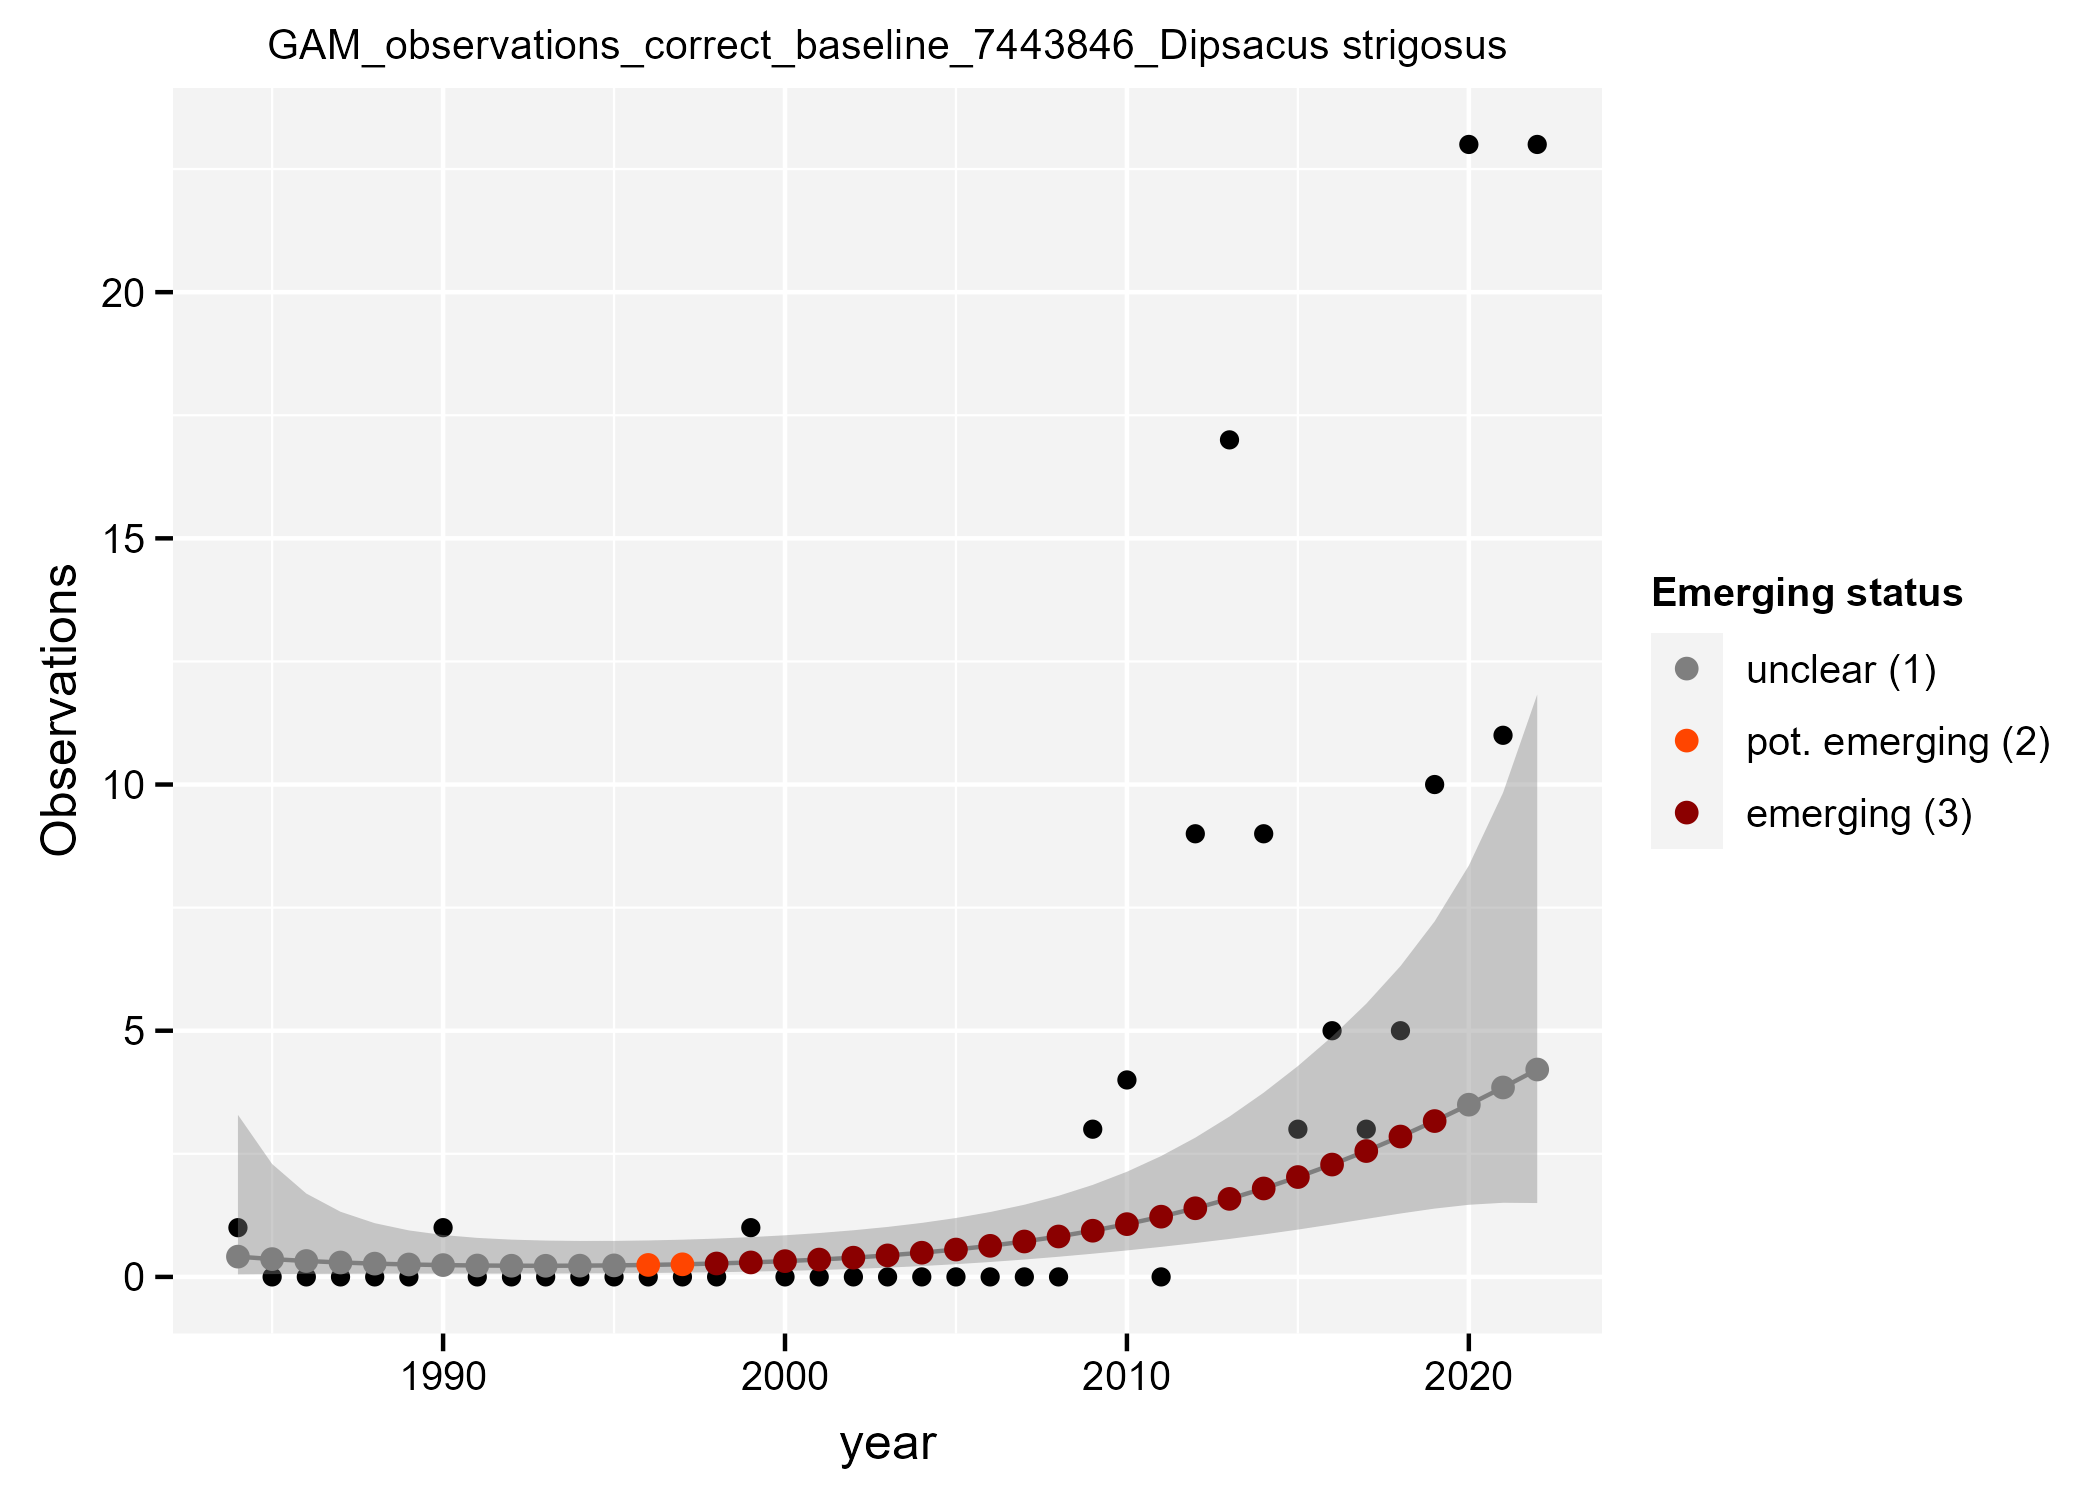 GAM_observations_correct_baseline_7443846_Dipsacus strigosus
Observations
20
15
10
5
0
1990 2000 2010 2020
year
Emerging status
unclear (1)
pot. emerging (2)
emerging (3)